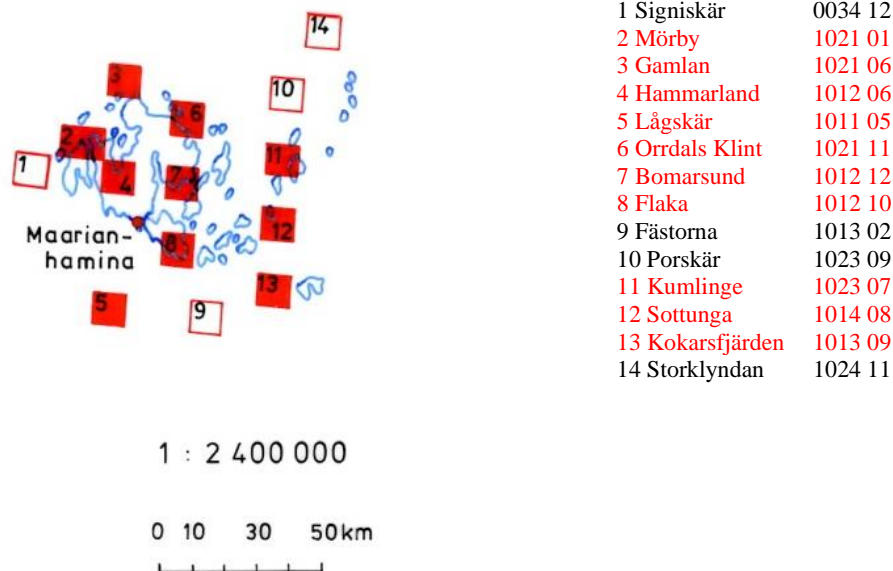 14
3
10
6
2
11
1
4
7
Maarian-
hamina
8
12
13
5
9
1 : 2 400 000
0 10 30 50km
1 Signiskär 0034 12
2 Mörby 1021 01
3 Gamlan 1021 06
4 Hammarland 1012 06
5 Lågskär 1011 05
6 Orrdals Klint 1021 11
7 Bomarsund 1012 12
8 Flaka 1012 10
9 Fästorna 1013 02
10 Porskär 1023 09
11 Kumlinge 1023 07
12 Sottunga 1014 08
13 Kokarsfjärden 1013 09
14 Storklyndan 1024 11